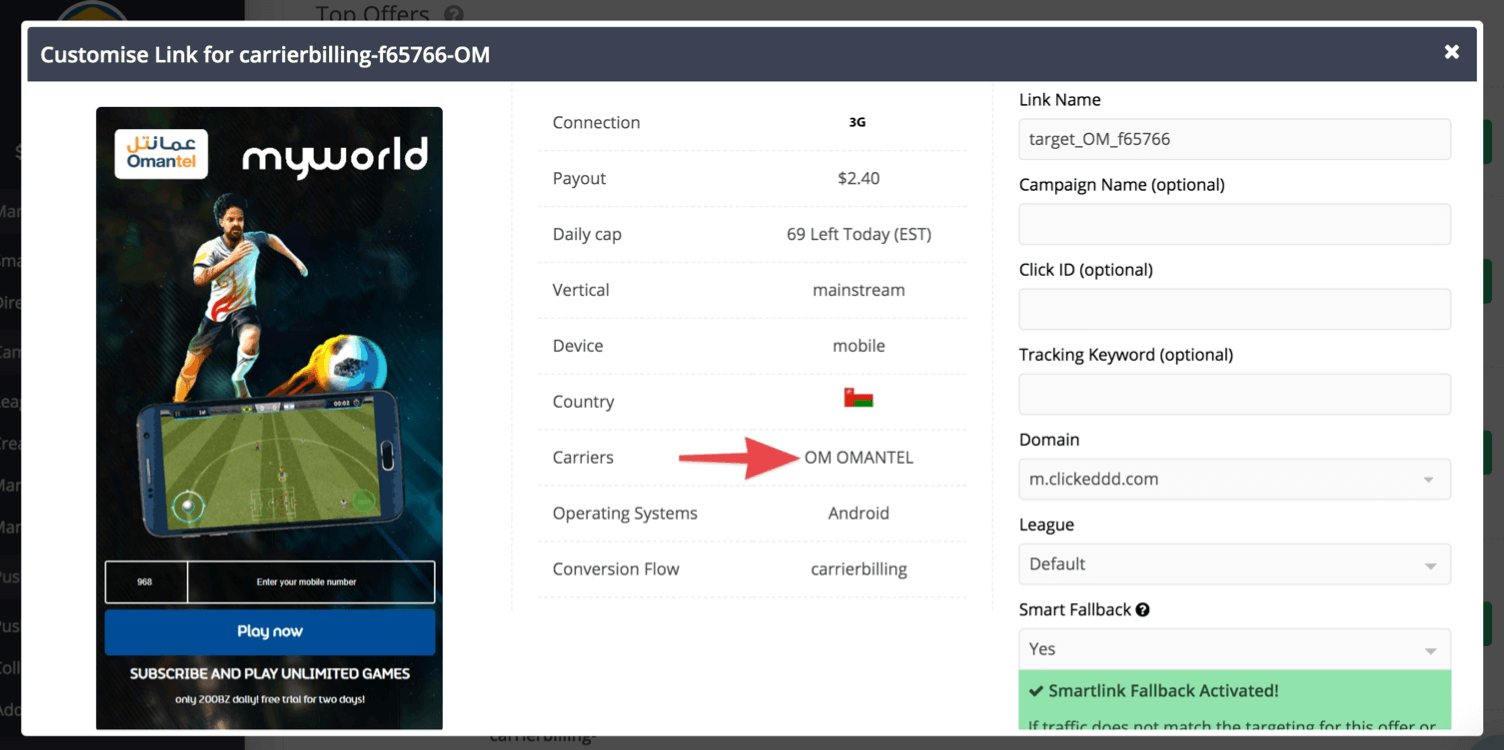 Top Offers ?
Customise Link for carrierbilling-f65766-OM
عمانتل
Omantel
myworld
968
Enter your mobile number
Play now
SUBSCRIBE AND PLAY UNLIMITED GAMES
only 200BZ daily! free trial for two days!
Connection 3G
Payout $2.40
Daily cap 69 Left Today (EST)
Vertical mainstream
Device mobile
Country
Carriers OM OMANTEL
Operating Systems Android
Conversion Flow carrierbilling
Link Name
target_OM_f65766
Campaign Name (optional)
Click ID (optional)
Tracking Keyword (optional)
Domain
m.clickeddd.com
League
Default
Smart Fallback ?
Yes
✔ Smartlink Fallback Activated!
If traffic does not match the targeting for this offer or
carrierbilling-